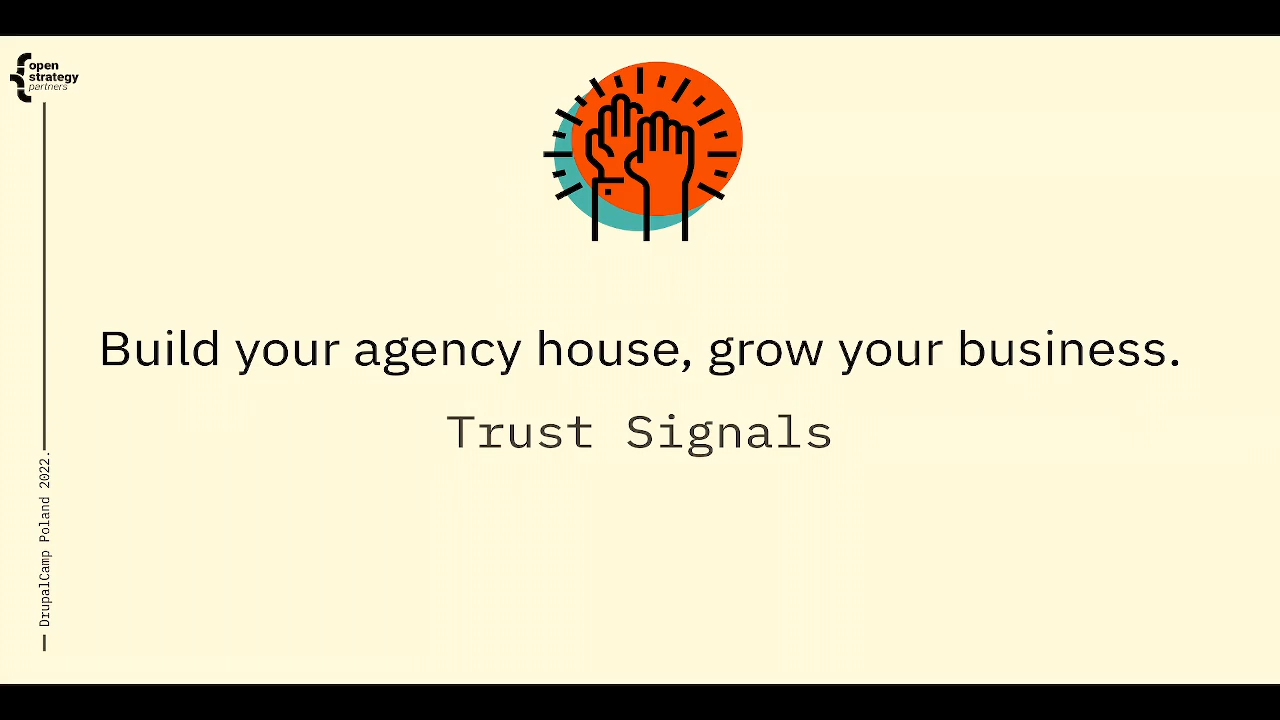 open
strategy
partners
Build your agency house, grow your business.
Trust Signals
DrupalCamp Poland 2022.